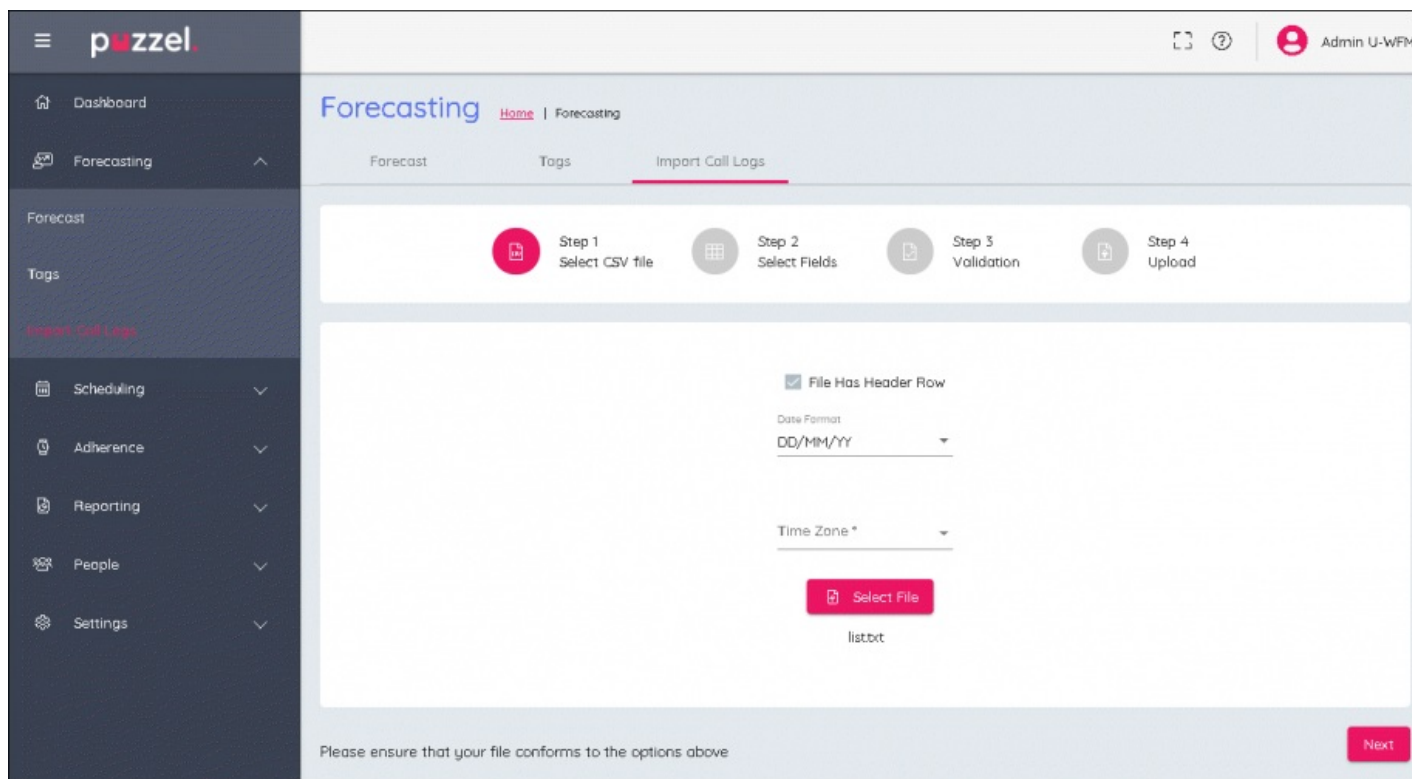 puzzel.
Admin U-WFM
Dashboard
Forecasting
Forecast
Tags
Import Call Logs
Scheduling
Adherence
Reporting
People
Settings
Forecasting
Home | Forecasting
Forecast Tags Import Call Logs
Step 1
Select CSV file
Step 2
Select Fields
Step 3
Validation
Step 4
Upload
File Has Header Row
Date Format
DD/MM/YY
Time Zone *
Select File
list.txt
Please ensure that your file conforms to the options above
Next